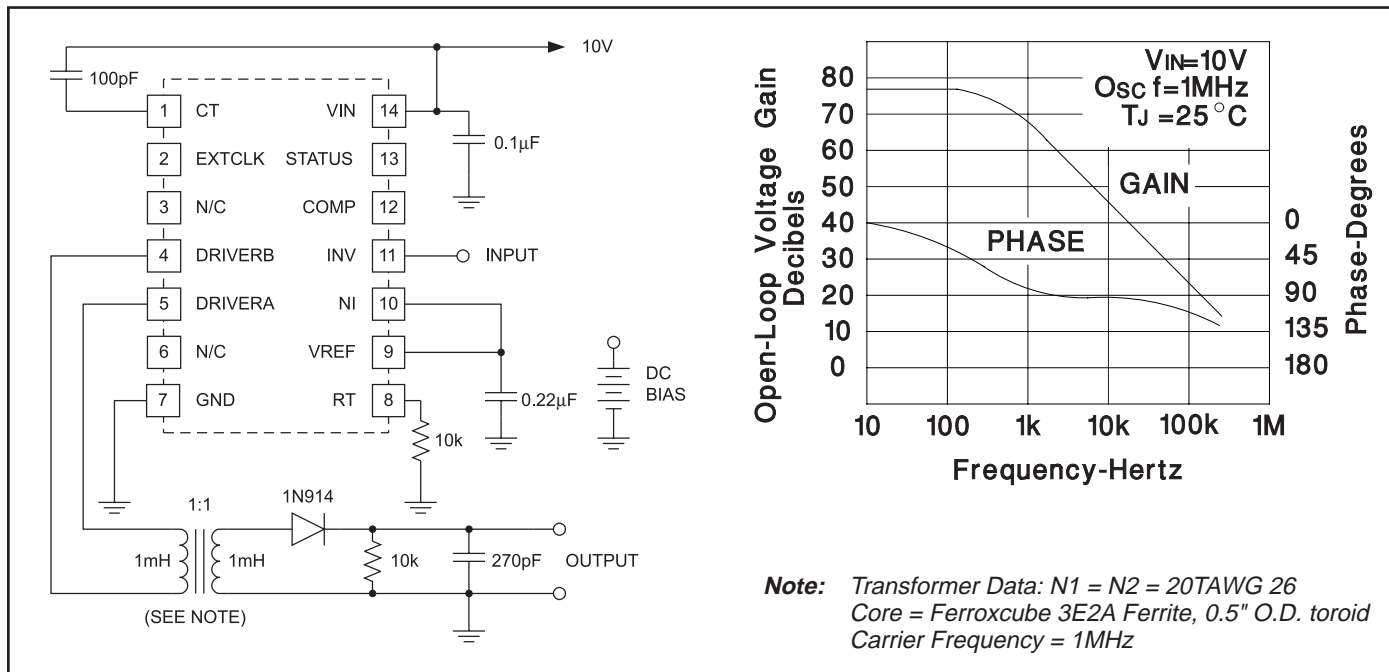 10V
100pF
1 CT VIN 14
0.1μF
2 EXTCLK STATUS 13
3 N/C COMP 12
4 DRIVERB INV 11 INPUT
5 DRIVERA NI 10
6 N/C VREF 9
7 GND RT 8
0.22μF
DC
BIAS
10k
1:1
1N914
1mH 1mH
10k
270pF
OUTPUT
(SEE NOTE)
VIN=10V
Osc f=1MHz
TJ =25°C
Open-Loop Voltage Gain
Decibels
80
70
60
50
40
30
20
10
0
GAIN
PHASE
0
45
90
135
180
Phase-Degrees
10 100 1k 10k 100k 1M
Frequency-Hertz
Note: Transformer Data: N1 = N2 = 20TAWG 26
Core = Ferroxcube 3E2A Ferrite, 0.5" O.D. toroid
Carrier Frequency = 1MHz